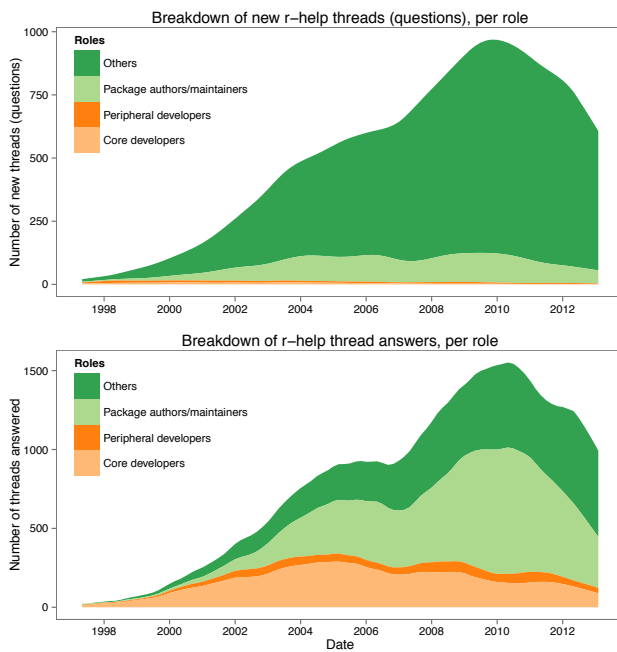 Breakdown of new r-help threads (questions), per role
Number of new threads (questions)
1000
750
500
250
0
Roles
Others
Package authors/maintainers
Peripheral developers
Core developers
1998 2000 2002 2004 2006 2008 2010 2012
Breakdown of r-help thread answers, per role
Number of threads answered
1500
1000
500
0
Roles
Others
Package authors/maintainers
Peripheral developers
Core developers
1998 2000 2002 2004 2006 2008 2010 2012
Date